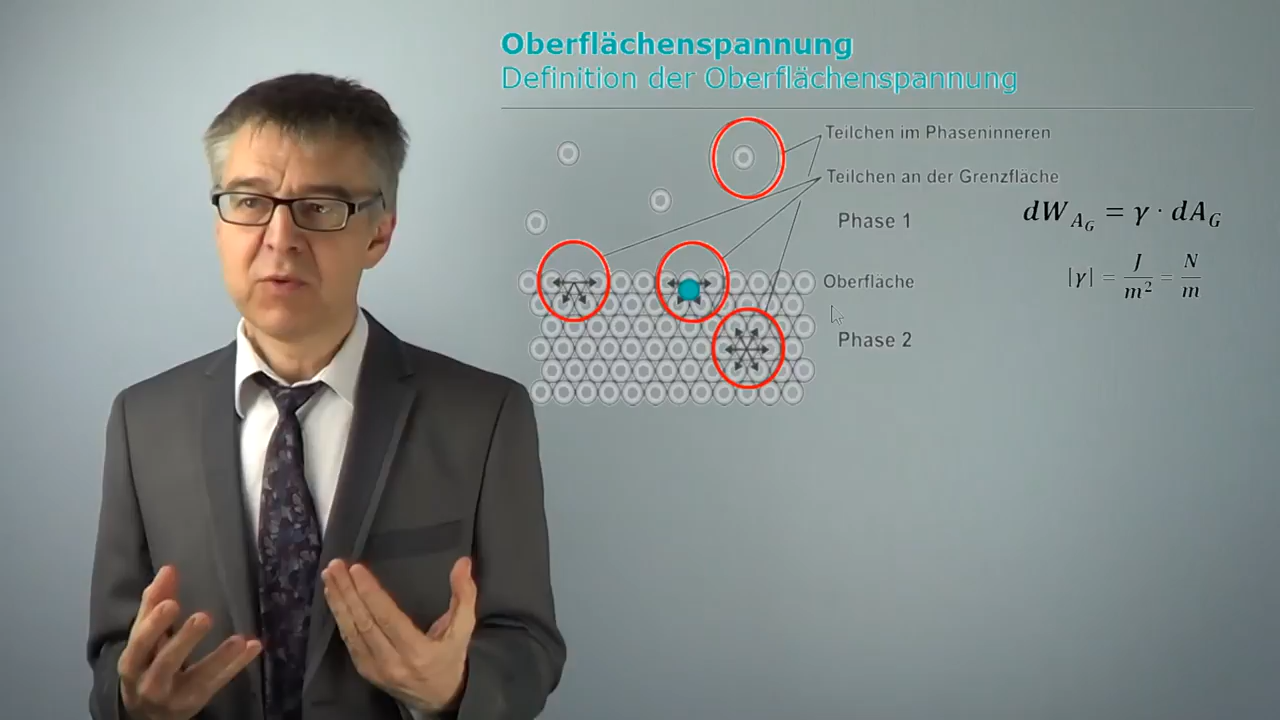 Oberflächenspannung
Definition der Oberflächenspannung
Teilchen im Phaseninneren
Teilchen an der Grenzfläche
Phase 1
Oberfläche
Phase 2
dW_{A_G} = γ · dA_G
|γ| = J/m² = N/m